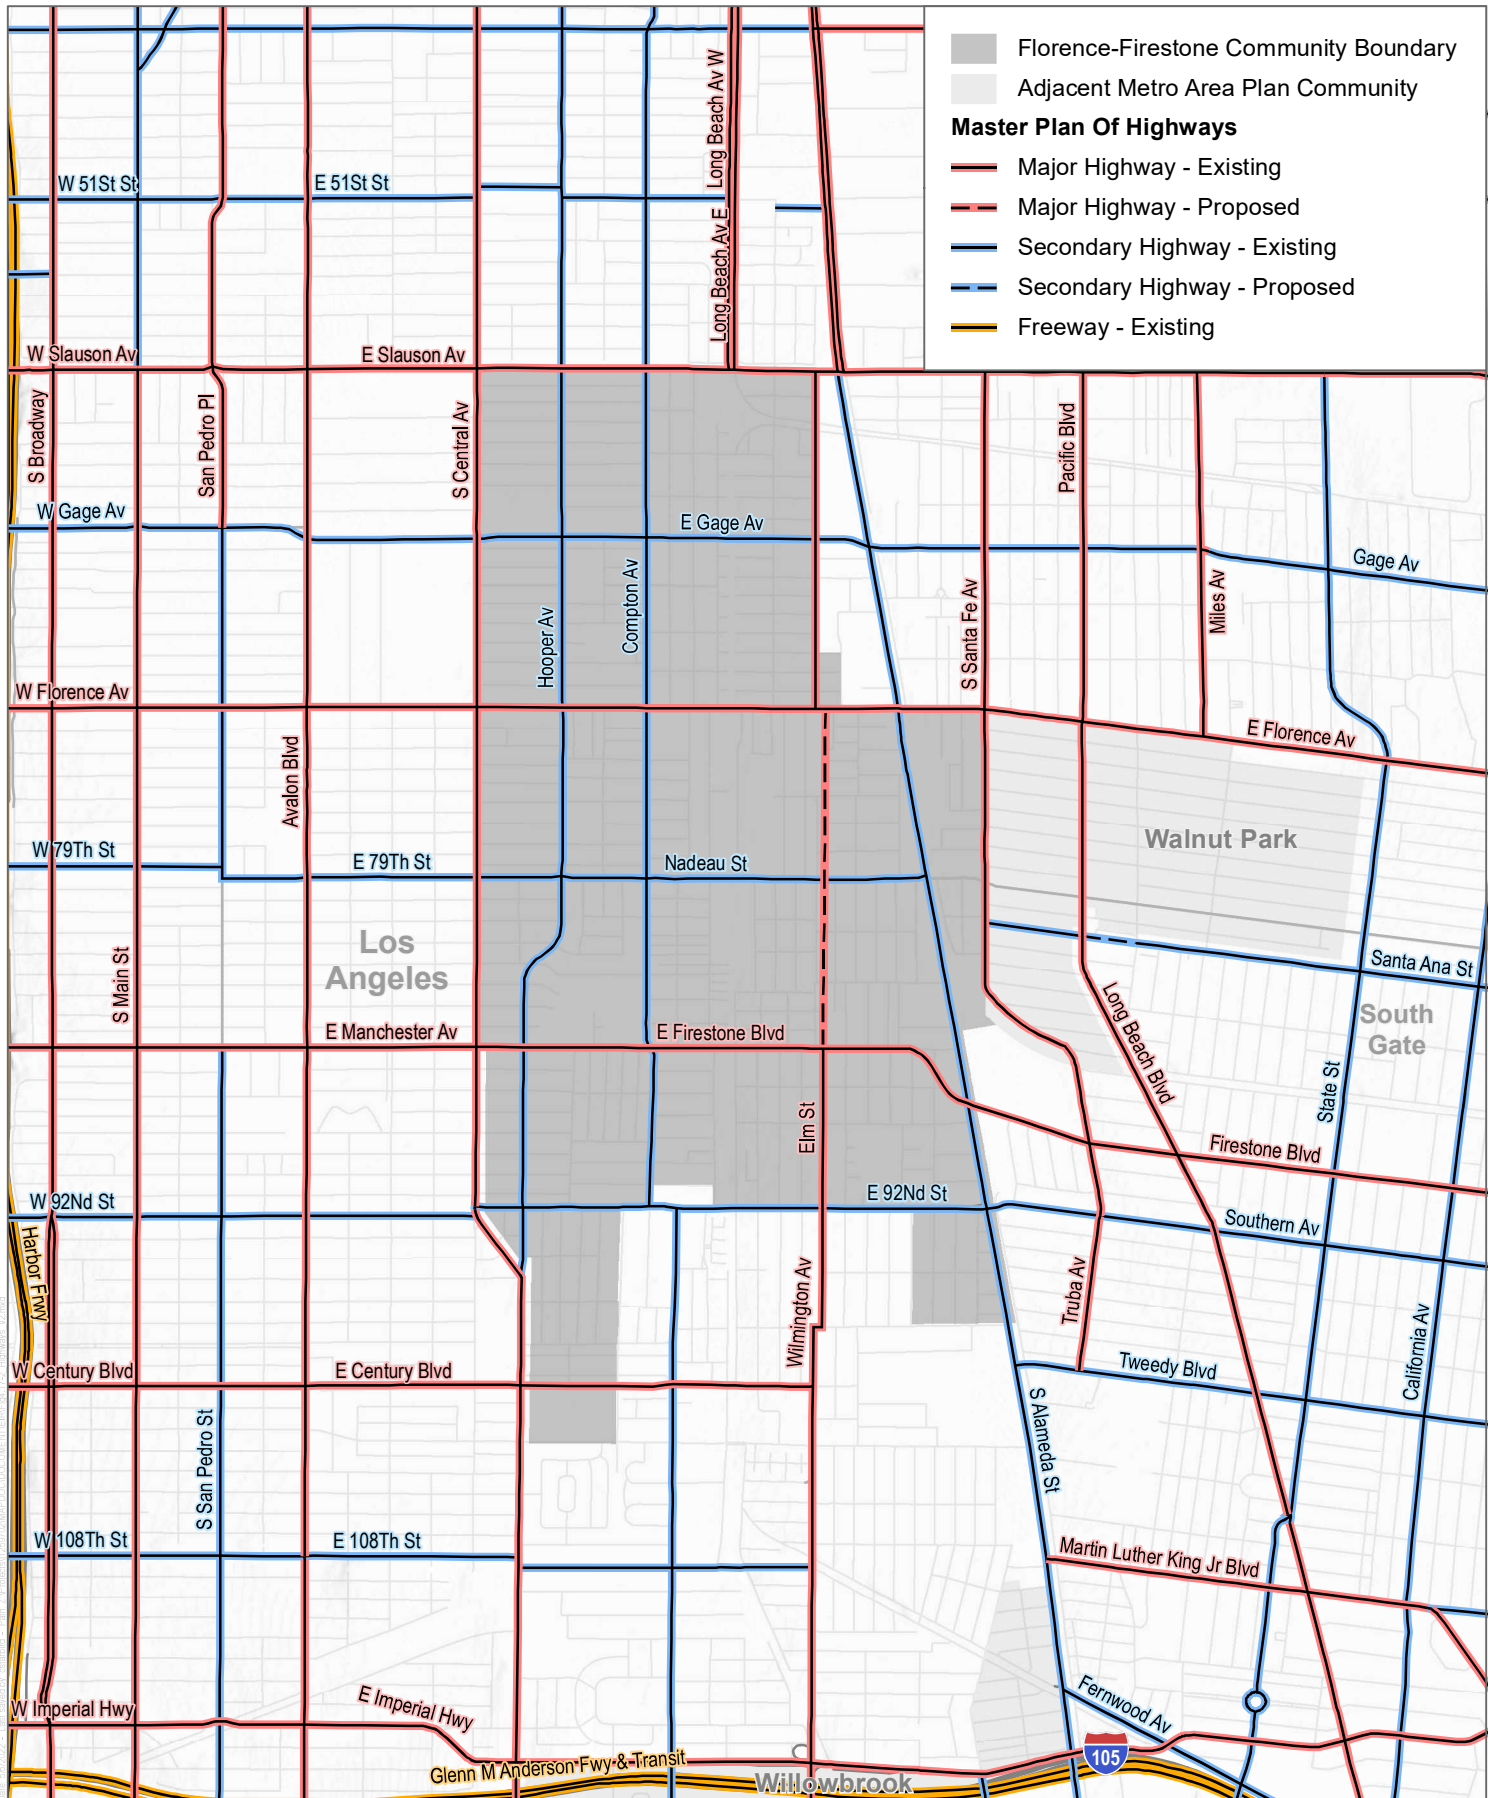 Florence-Firestone Community Boundary
Adjacent Metro Area Plan Community
Master Plan Of Highways
Major Highway - Existing
Major Highway - Proposed
Secondary Highway - Existing
Secondary Highway - Proposed
Freeway - Existing
Long Beach Av W
W 51St St
E 51St St
Long Beach Av E
W Slauson Av
E Slauson Av
S Broadway
San Pedro Pl
S Central Av
Pacific Blvd
W Gage Av
E Gage Av
Gage Av
Hooper Av
Compton Av
S Santa Fe Av
Miles Av
W Florence Av
E Florence Av
Avalon Blvd
W 79Th St
E 79Th St
Nadeau St
Walnut Park
Los
Angeles
S Main St
Santa Ana St
Long Beach Blvd
South
Gate
E Manchester Av
E Firestone Blvd
State St
Elm St
Firestone Blvd
W 92Nd St
E 92Nd St
Southern Av
Harbor Frwy
Wilmington Av
Truba Av
California Av
W Century Blvd
E Century Blvd
Tweedy Blvd
S San Pedro St
S Alameda St
W 108Th St
E 108Th St
Martin Luther King Jr Blvd
W Imperial Hwy
E Imperial Hwy
Fernwood Av
Glenn M Anderson Fwy & Transit
105
Willowbrook